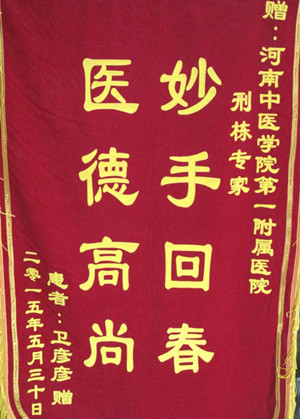 赠：河南中医学院第一附属医院
刑栋专家
妙手回春
医德高尚
患者：卫彦彦赠
二零一五年五月三十日